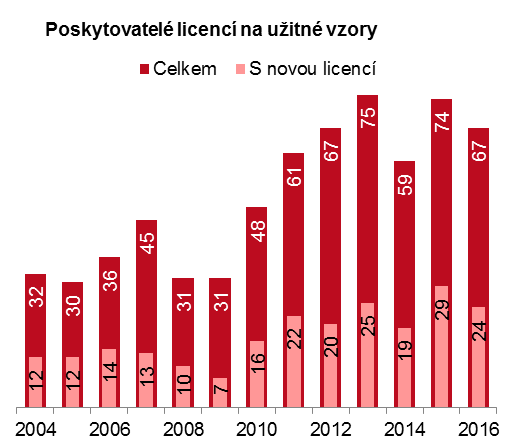 Poskytovatelé licencí na užitné vzory
Celkem S novou licencí
32 30 36 45 31 31 48 61 67 75 59 74 67
12 12 14 13 10 7 16 22 20 25 19 29 24
2004 2006 2008 2010 2012 2014 2016